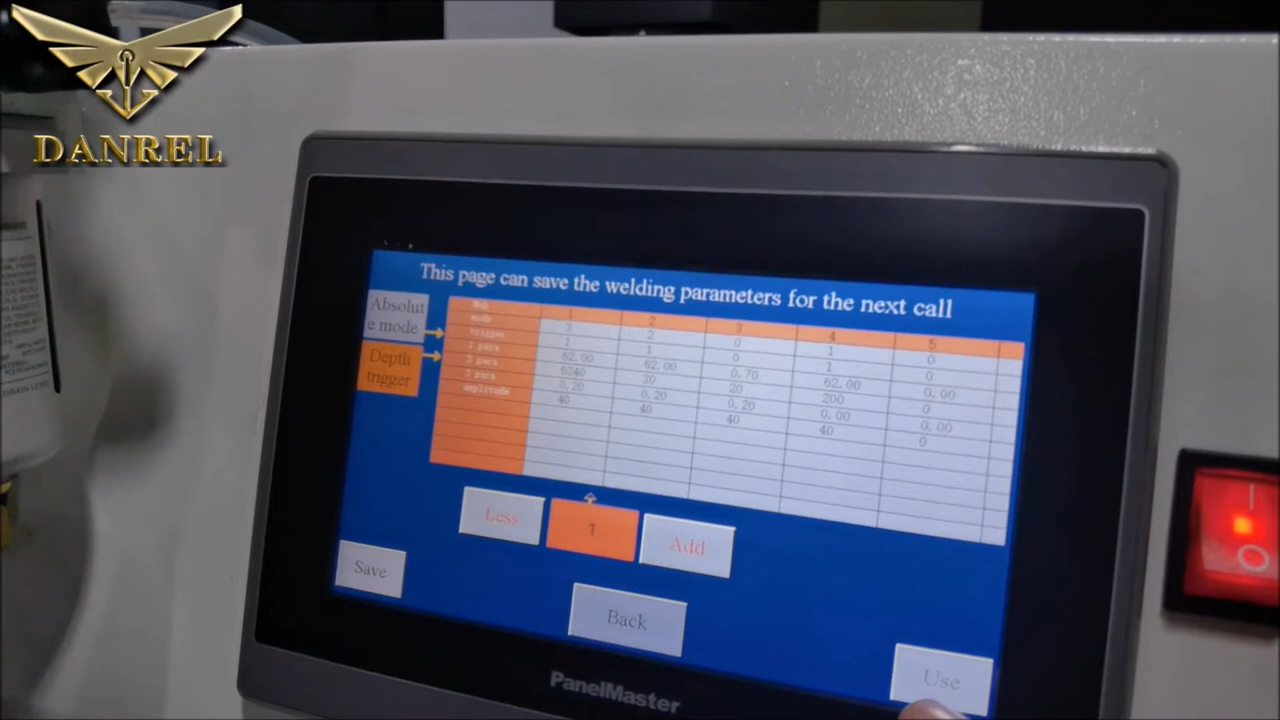 DANREL
This page can save the welding parameters for the next call
Absolut
e mode
Depth
trigger
1 2 3 4 5
mode 3 2 0 1 0
trigger 1 1 0 1 0
1 para 62.00 62.00 0.70 62.00 0.00
2 para 6340 30 20 200 0
3 para 0.20 0.20 0.20 0.00 0.00
amplitude 40 40 40 40 0
Less 1 Add
Save
Back
Use
PanelMaster